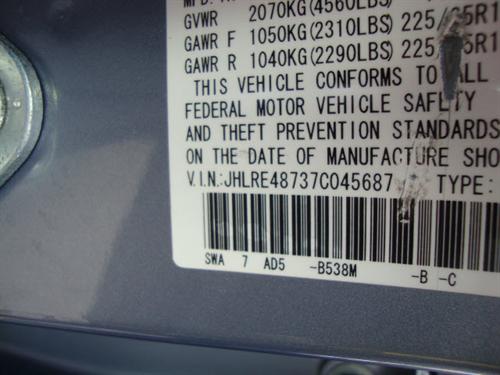 GVWR 2070KG(4560LBS)
GAWR F 1050KG(2310LBS) 225/
GAWR R 1040KG(2290LBS) 225
THIS VEHICLE CONFORMS TO ALL
FEDERAL MOTOR VEHICLE SAFETY
AND THEFT PREVENTION STANDARDS
ON THE DATE OF MANUFACTURE SHO
V.I.N:JHLRE48737C045687 TYPE:
SWA 7 AD5 -B538M -B -C